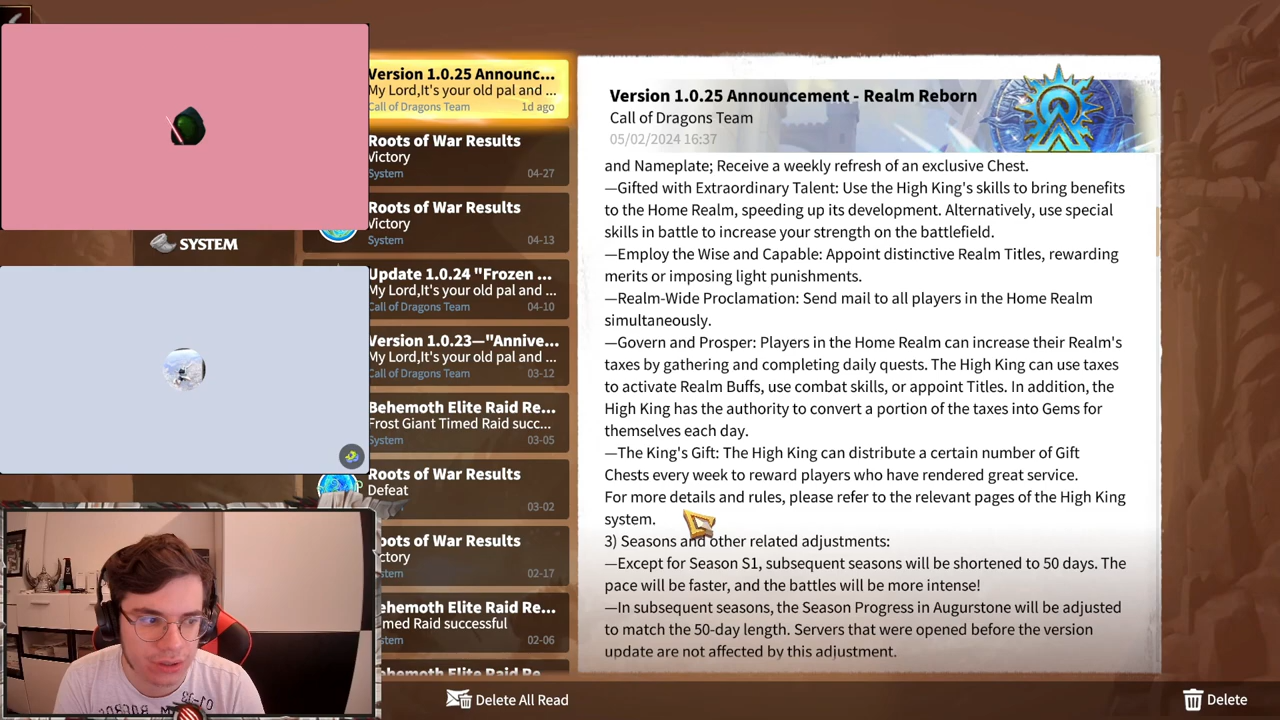 SYSTEM
Version 1.0.25 Announc...
My Lord,It's your old pal and ...
Call of Dragons Team
1d ago
Roots of War Results
Victory
System
04-27
Roots of War Results
Victory
System
04-13
Update 1.0.24 "Frozen ...
My Lord,It's your old pal and ...
Call of Dragons Team
04-10
Version 1.0.23—"Annive...
My Lord,It's your old pal and ...
Call of Dragons Team
03-12
Behemoth Elite Raid Re...
Frost Giant Timed Raid succ...
System
03-05
Roots of War Results
Defeat
03-02
oots of War Results
ictory
stem
02-17
ehemoth Elite Raid Re...
imed Raid successful
stem
02-06
ehemoth Elite Raid Re...
Delete All Read
Version 1.0.25 Announcement - Realm Reborn
Call of Dragons Team
05/02/2024 16:37
and Nameplate; Receive a weekly refresh of an exclusive Chest.
—Gifted with Extraordinary Talent: Use the High King's skills to bring benefits
to the Home Realm, speeding up its development. Alternatively, use special
skills in battle to increase your strength on the battlefield.
—Employ the Wise and Capable: Appoint distinctive Realm Titles, rewarding
merits or imposing light punishments.
—Realm-Wide Proclamation: Send mail to all players in the Home Realm
simultaneously.
—Govern and Prosper: Players in the Home Realm can increase their Realm's
taxes by gathering and completing daily quests. The High King can use taxes
to activate Realm Buffs, use combat skills, or appoint Titles. In addition, the
High King has the authority to convert a portion of the taxes into Gems for
themselves each day.
—The King's Gift: The High King can distribute a certain number of Gift
Chests every week to reward players who have rendered great service.
For more details and rules, please refer to the relevant pages of the High King
system.
3) Seasons and other related adjustments:
—Except for Season S1, subsequent seasons will be shortened to 50 days. The
pace will be faster, and the battles will be more intense!
—In subsequent seasons, the Season Progress in Augurstone will be adjusted
to match the 50-day length. Servers that were opened before the version
update are not affected by this adjustment.
Delete